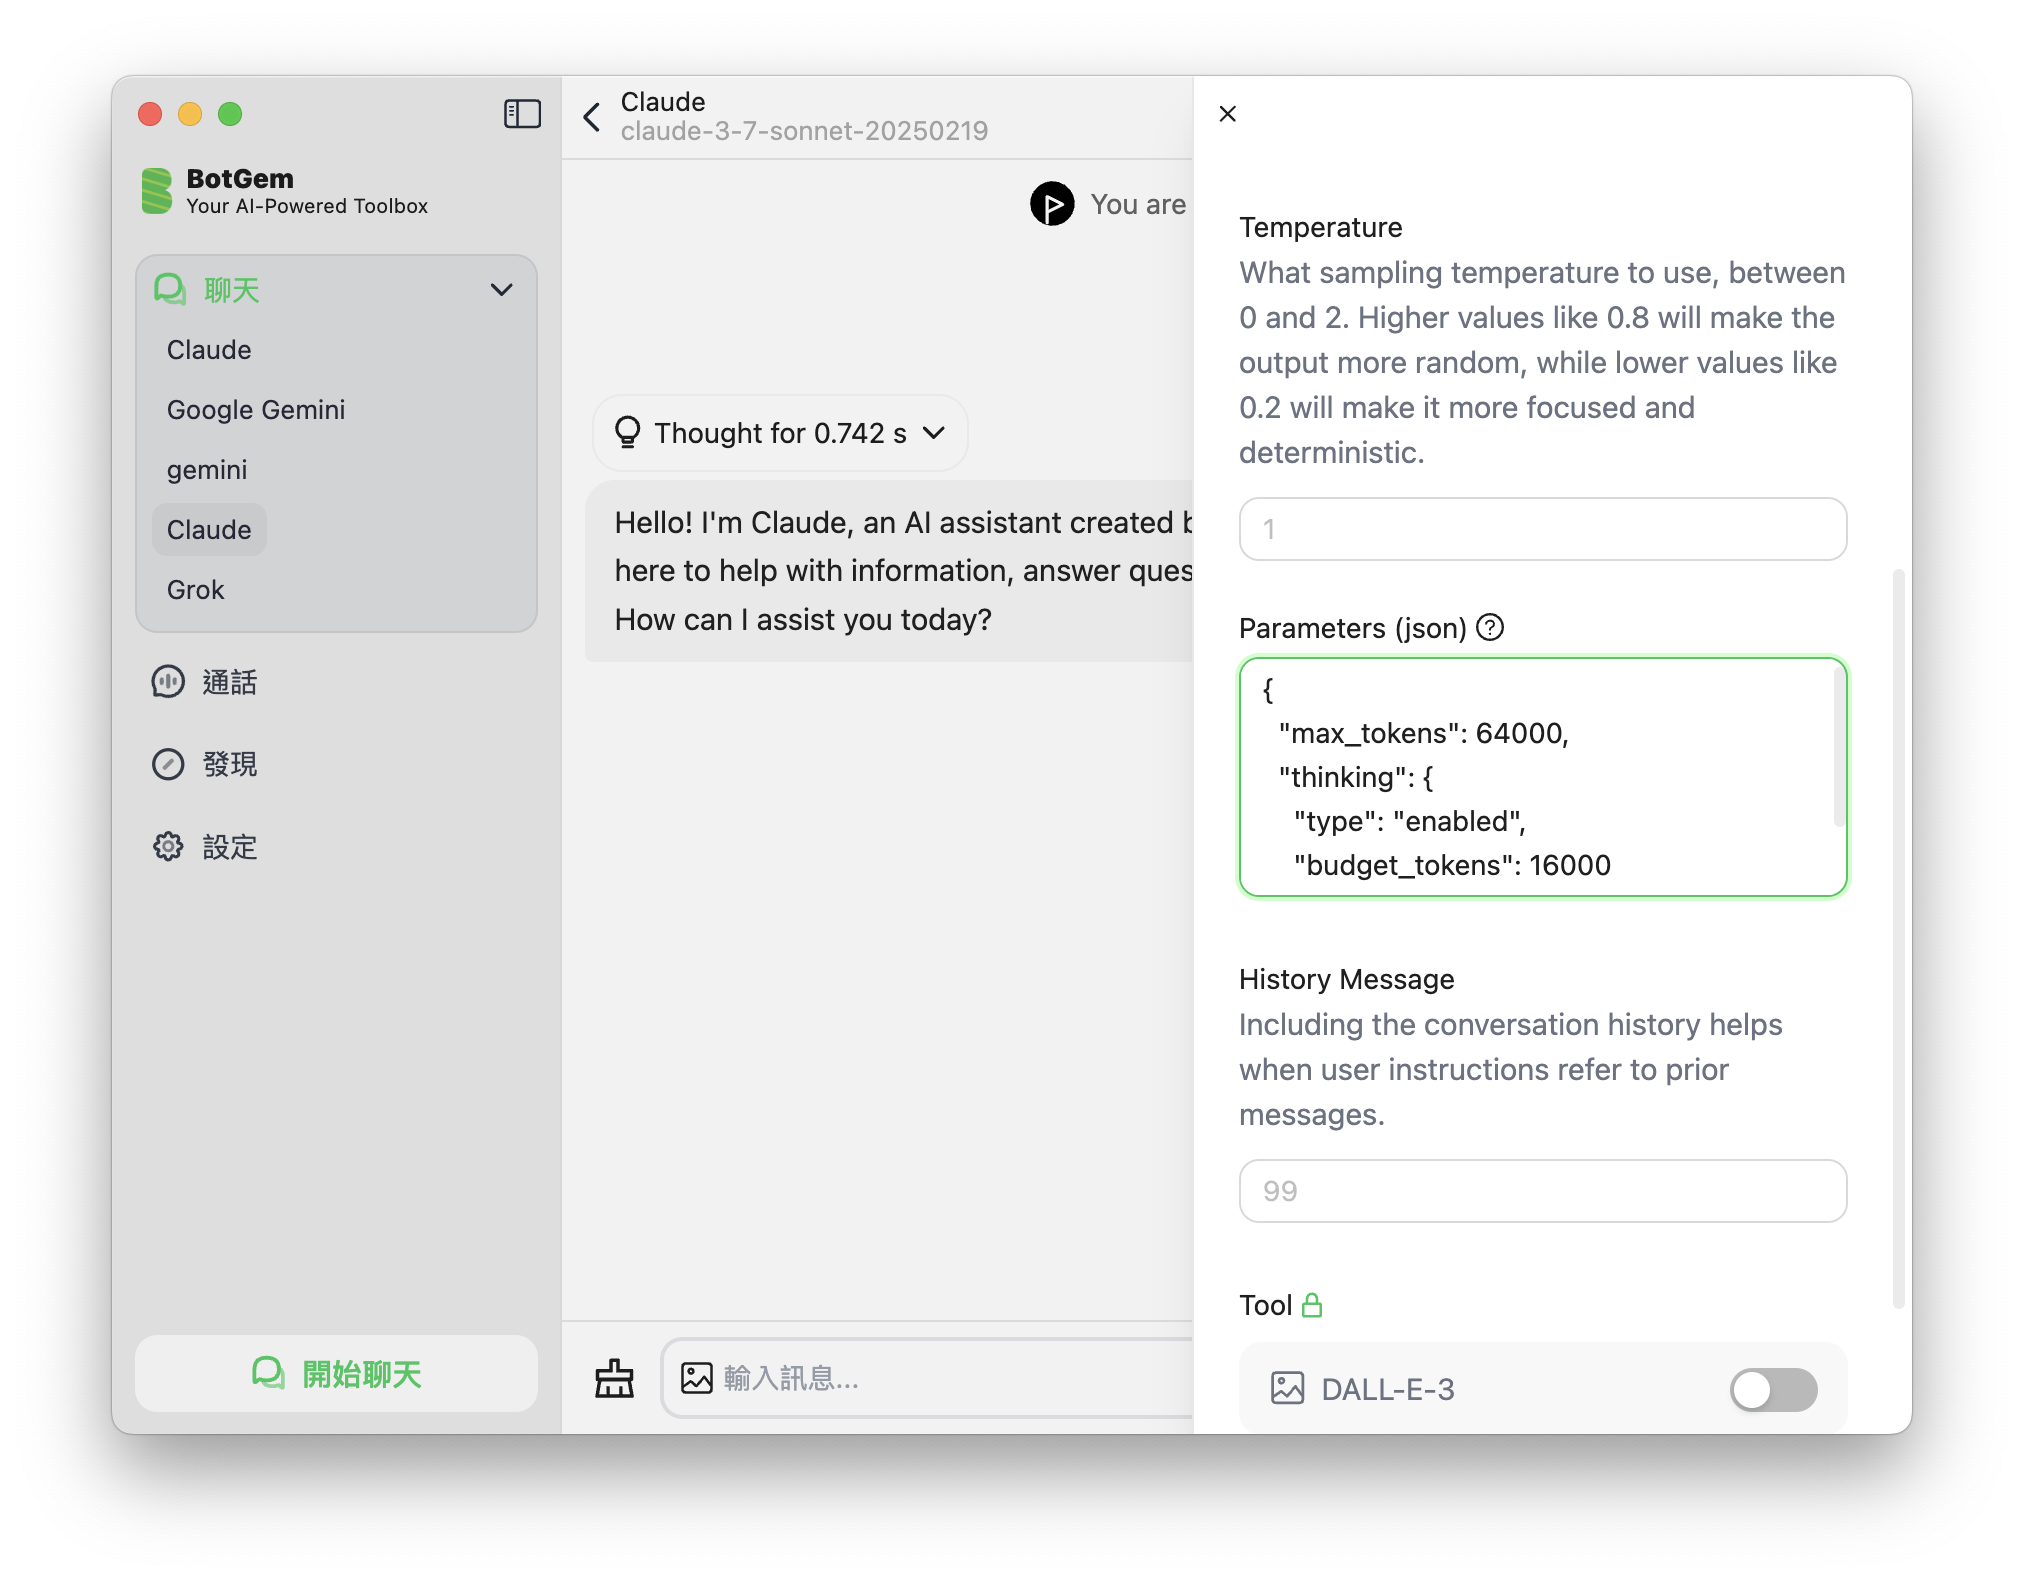 BotGem
Your AI-Powered Toolbox
聊天
Claude
Google Gemini
gemini
Claude
Grok
通話
發現
設定
開始聊天
Claude
claude-3-7-sonnet-20250219
You are
Thought for 0.742 s
Hello! I'm Claude, an AI assistant created
here to help with information, answer ques
How can I assist you today?
輸入訊息...
Temperature
What sampling temperature to use, between
0 and 2. Higher values like 0.8 will make the
output more random, while lower values like
0.2 will make it more focused and
deterministic.
1
Parameters (json)
{
"max_tokens": 64000,
"thinking": {
"type": "enabled",
"budget_tokens": 16000
History Message
Including the conversation history helps
when user instructions refer to prior
messages.
99
Tool
DALL-E-3